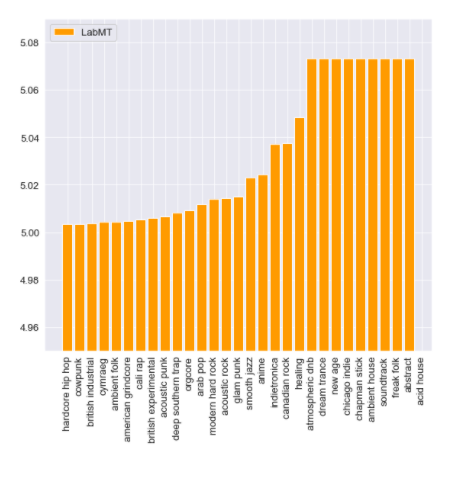 LabMT
5.08
5.06
5.04
5.02
5.00
4.98
4.96
hardcore hip hop
cowpunk
british industrial
cymraeg
ambient folk
american grindcore
cali rap
british experimental
acoustic punk
deep southern trap
orgcore
arab pop
modern hard rock
acoustic rock
glam punk
smooth jazz
anime
indietronica
canadian rock
healing
atmospheric dnb
dream trance
new age
chicago indie
chapman stick
ambient house
soundtrack
freak folk
abstract
acid house